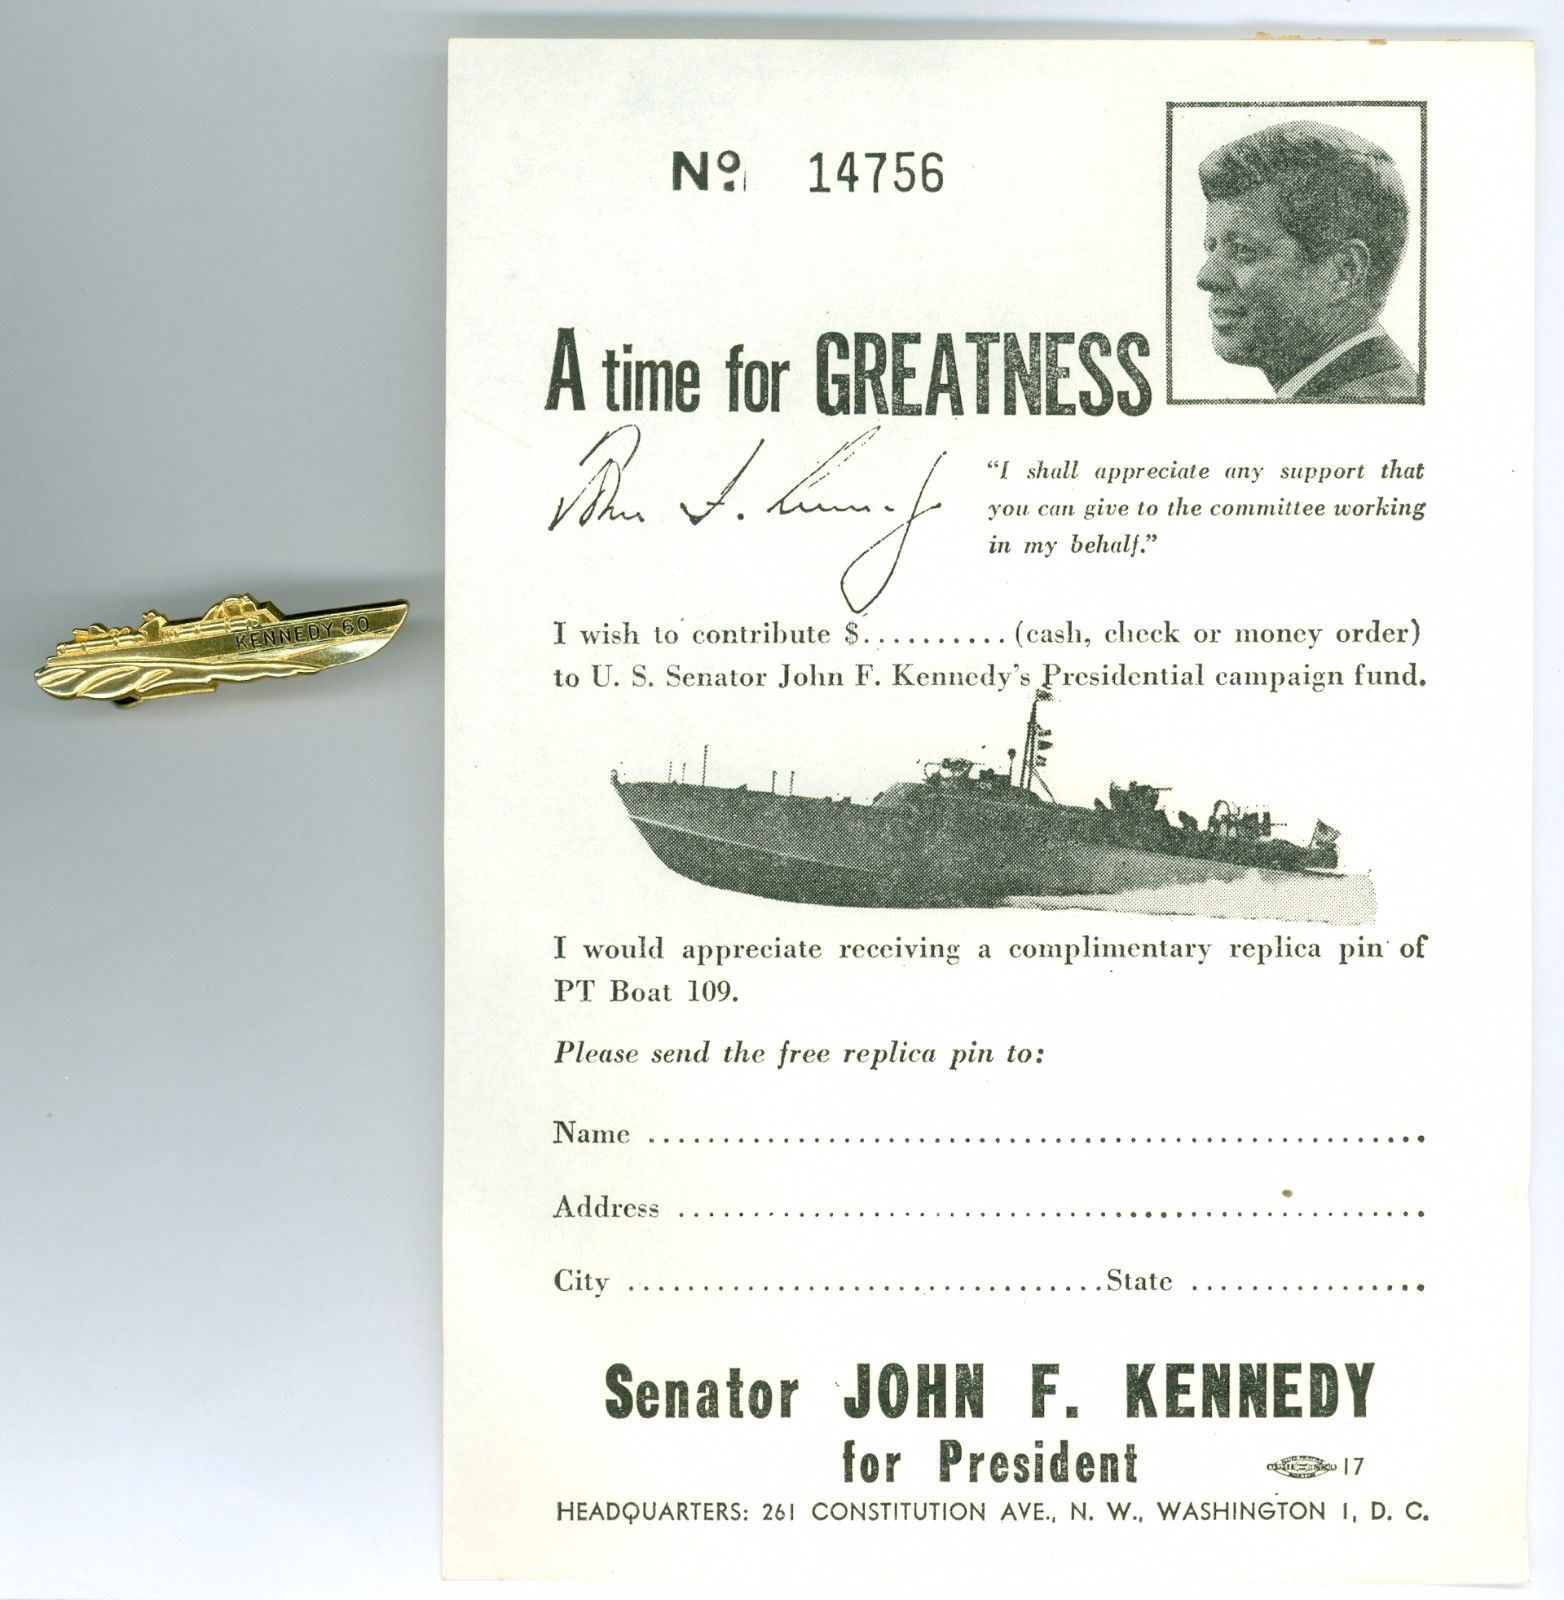 Nº. 14756
A time for GREATNESS
John F. Kennedy
"I shall appreciate any support that
you can give to the committee working
in my behalf."
I wish to contribute $.......... (cash, check or money order)
to U. S. Senator John F. Kennedy's Presidential campaign fund.
KENNEDY 60
I would appreciate receiving a complimentary replica pin of
PT Boat 109.
Please send the free replica pin to:
Name
Address
City State
Senator JOHN F. KENNEDY
for President
17
HEADQUARTERS: 261 CONSTITUTION AVE., N. W., WASHINGTON 1, D. C.